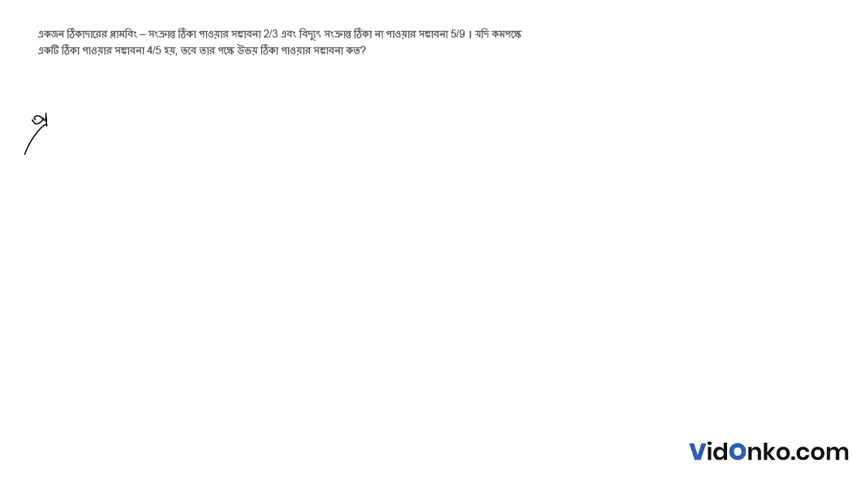 একজন ঠিকাদারের প্লামবিং – সংক্রান্ত ঠিকা পাওয়ার সম্ভাবনা 2/3 এবং বিদ্যুৎ সংক্রান্ত ঠিকা না পাওয়ার সম্ভাবনা 5/9 । যদি কমপক্ষে
একটি ঠিকা পাওয়ার সম্ভাবনা 4/5 হয়, তবে তার পক্ষে উভয় ঠিকা পাওয়ার সম্ভাবনা কত?
VidOnko.com